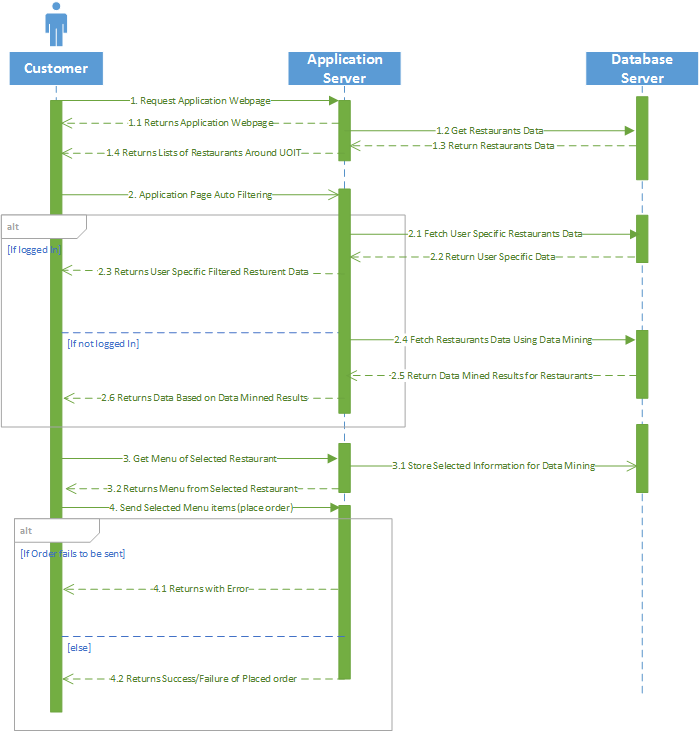 Customer
Application
Server
Database
Server
1. Request Application Webpage
1.1 Returns Application Webpage
1.2 Get Restaurants Data
1.3 Return Restaurants Data
1.4 Returns Lists of Restaurants Around UOIT
2. Application Page Auto Filtering
alt
[If logged In]
2.1 Fetch User Specific Restaurants Data
2.2 Return User Specific Data
2.3 Returns User Specific Filtered Resturent Data
[If not logged In]
2.4 Fetch Restaurants Data Using Data Mining
2.5 Return Data Mined Results for Restaurants
2.6 Returns Data Based on Data Minned Results
3. Get Menu of Selected Restaurant
3.1 Store Selected Information for Data Mining
3.2 Returns Menu from Selected Restaurant
4. Send Selected Menu items (place order)
alt
[If Order fails to be sent]
4.1 Returns with Error
[else]
4.2 Returns Success/Failure of Placed order